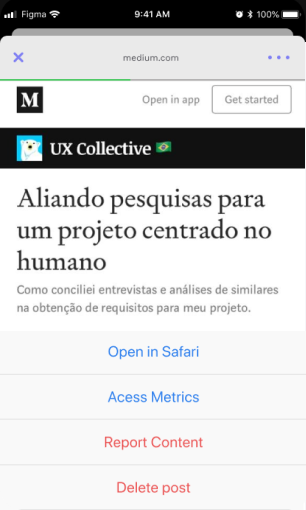 Figma 9:41 AM 100%
medium.com
M Open in app Get started
UX Collective
Aliando pesquisas para
um projeto centrado no
humano
Como conciliei entrevistas e análises de similares
na obtenção de requisitos para meu projeto.
Open in Safari
Acess Metrics
Report Content
Delete post